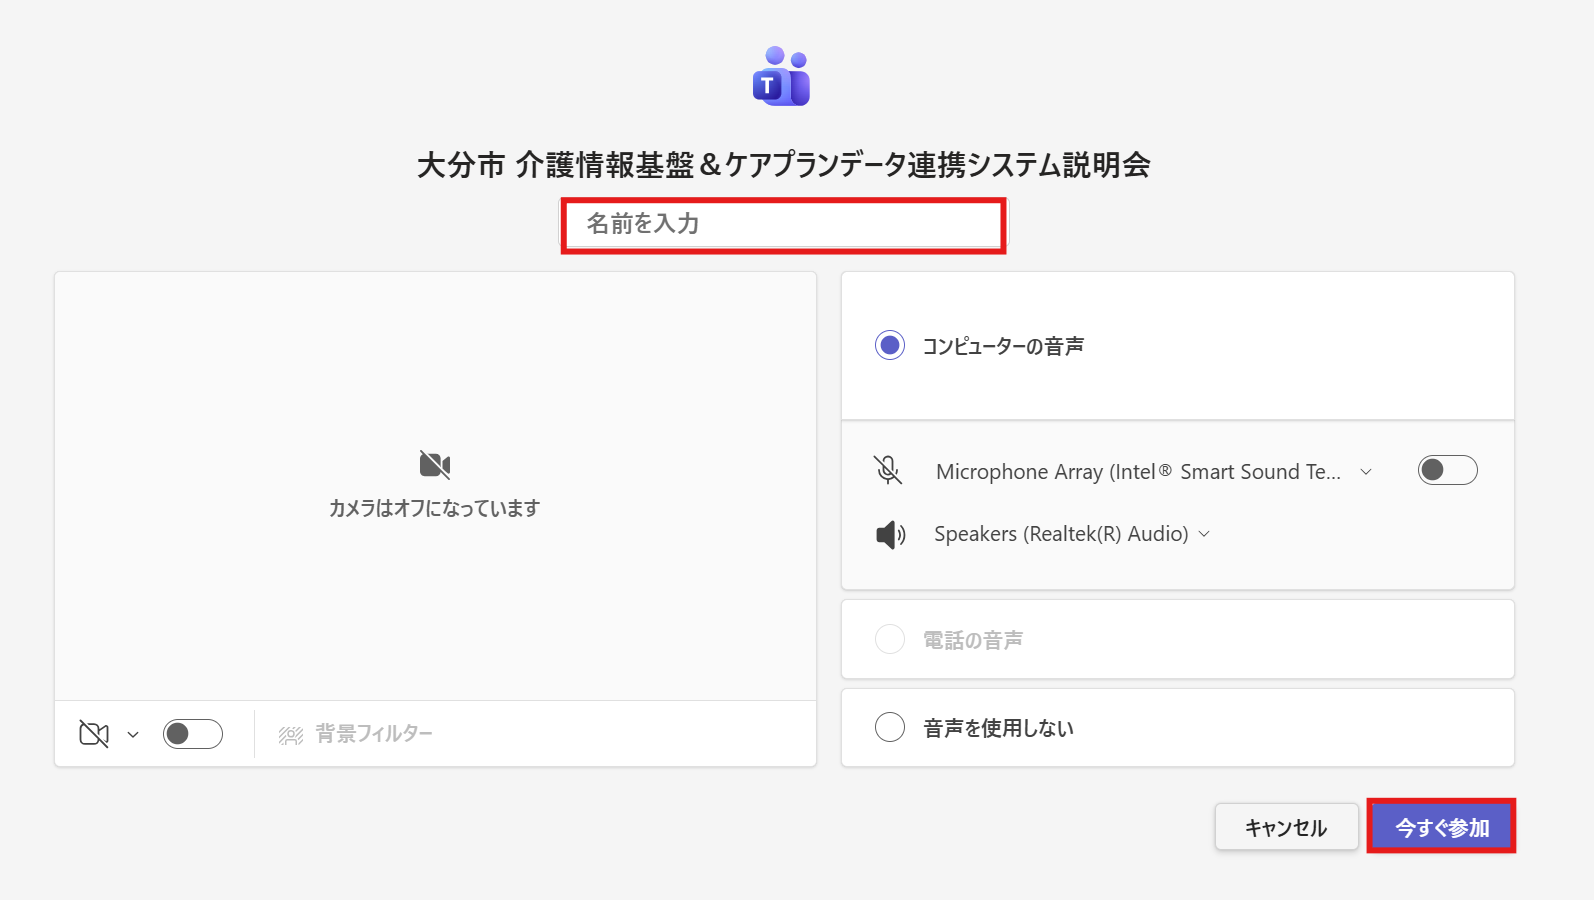 T
大分市 介護情報基盤＆ケアプランデータ連携システム説明会
名前を入力
カメラはオフになっています
背景フィルター
コンピューターの音声
Microphone Array (Intel® Smart Sound Te...
Speakers (Realtek(R) Audio)
電話の音声
音声を使用しない
キャンセル
今すぐ参加